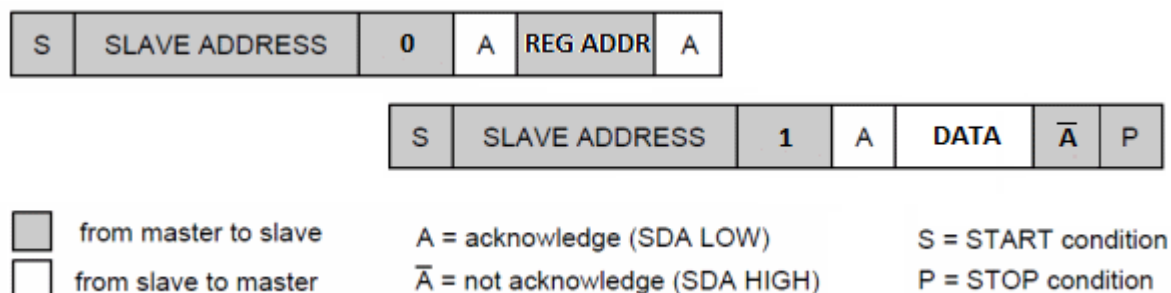 S SLAVE ADDRESS 0 A REG ADDR A
S SLAVE ADDRESS 1 A DATA A̅ P
from master to slave
from slave to master
A = acknowledge (SDA LOW)
A̅ = not acknowledge (SDA HIGH)
S = START condition
P = STOP condition